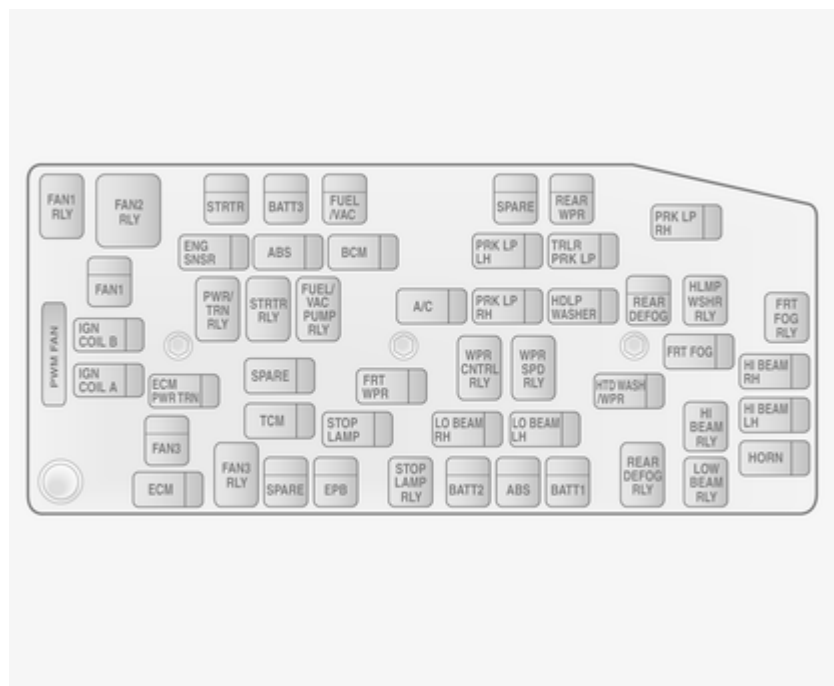 FAN1
RLY
FAN2
RLY
STRTR
BATT3
FUEL
/VAC
SPARE
REAR
WPR
PRK LP
RH
ENG
SNSR
ABS
BCM
PRK LP
LH
TRLR
PRK LP
FAN1
PWR/
TRN
RLY
STRTR
RLY
FUEL/
VAC
PUMP
RLY
A/C
PRK LP
RH
HDLP
WASHER
REAR
DEFOG
HLMP
WSHR
RLY
FRT
FOG
RLY
PWM FAN
IGN
COIL B
IGN
COIL A
ECM
PWR TRN
SPARE
FRT
WPR
WPR
CNTRL
RLY
WPR
SPD
RLY
FRT FOG
HTD WASH
/WPR
HI BEAM
RH
HI BEAM
LH
TCM
STOP
LAMP
LO BEAM
RH
LO BEAM
LH
HI
BEAM
RLY
HORN
FAN3
FAN3
RLY
ECM
SPARE
EPB
STOP
LAMP
RLY
BATT2
ABS
BATT1
REAR
DEFOG
RLY
LOW
BEAM
RLY